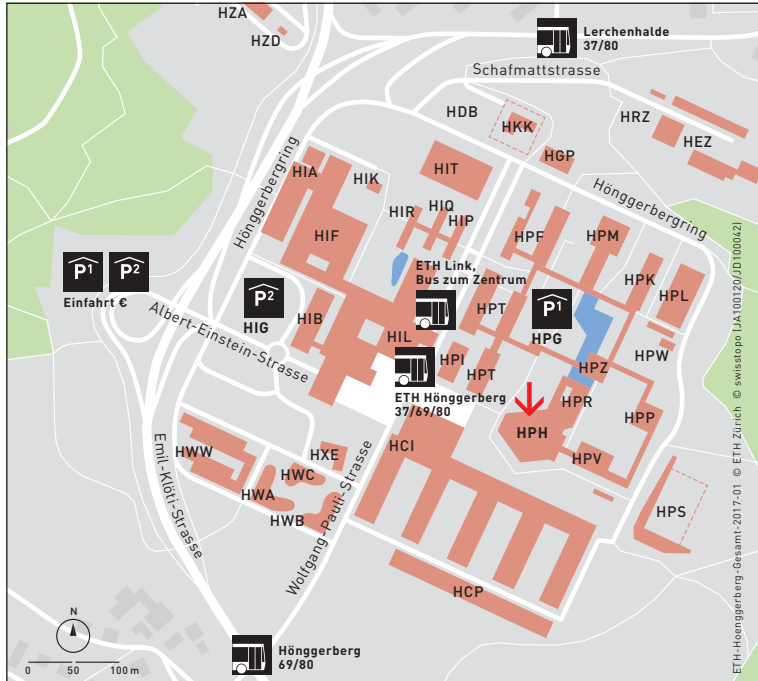 HZA
HZD
Lerchenhalde
37/80
Schafmattstrasse
HDB
HKK
HRZ
HEZ
HGP
HIT
HIA
HIK
Hönggerbergring
Hönggerbergring
HIR
HIQ
HIP
HIF
HPF
HPM
HPK
HPL
ETH Link,
Bus zum Zentrum
P1
P2
Einfahrt €
P2
HIG
HIB
HIL
HPT
P1
HPG
HPW
Albert-Einstein-Strasse
HPI
HPT
HPZ
ETH Hönggerberg
37/69/80
HPR
HPP
HPH
HPV
HWW
HXE
HCI
HWC
HWA
HWB
HPS
Emil-Klöti-Strasse
Wolfgang-Pauli-Strasse
HCP
N
0 50 100 m
Hönggerberg
69/80
ETH-Hoenggerberg-Gesamt-2017-01 © ETH Zürich © swisstopo (JA100120/JD100042)